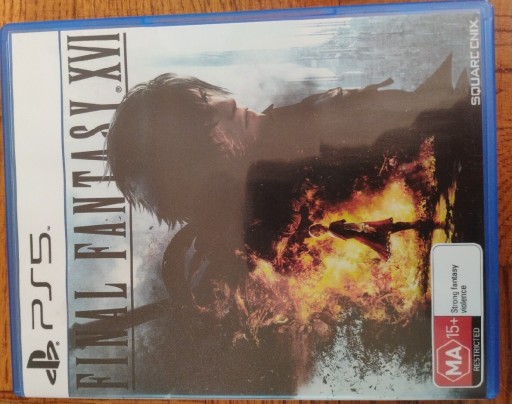 PS5
FINAL FANTASY XVI®
SQUARE ENIX
MA 15+
Strong fantasy
violence
RESTRICTED